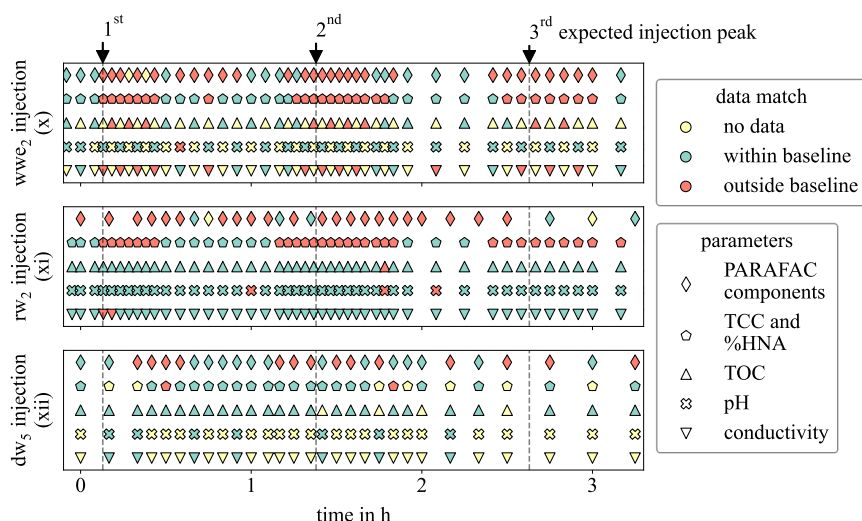 1st
2nd
3rd expected injection peak
wwe2 injection
(x)
rw2 injection
(xi)
dw5 injection
(xii)
0
1
2
3
time in h
data match
no data
within baseline
outside baseline
parameters
PARAFAC
components
TCC and
%HNA
TOC
pH
conductivity